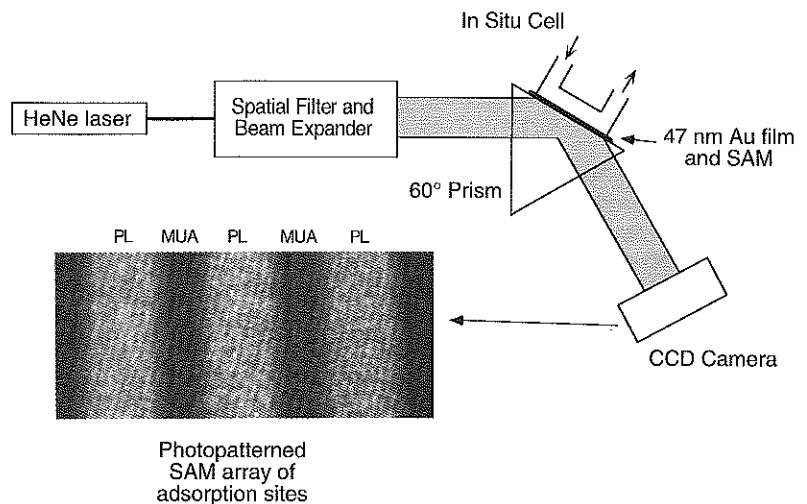 In Situ Cell
HeNe laser
Spatial Filter and
Beam Expander
47 nm Au film
and SAM
60° Prism
PL MUA PL MUA PL
CCD Camera
Photopatterned
SAM array of
adsorption sites